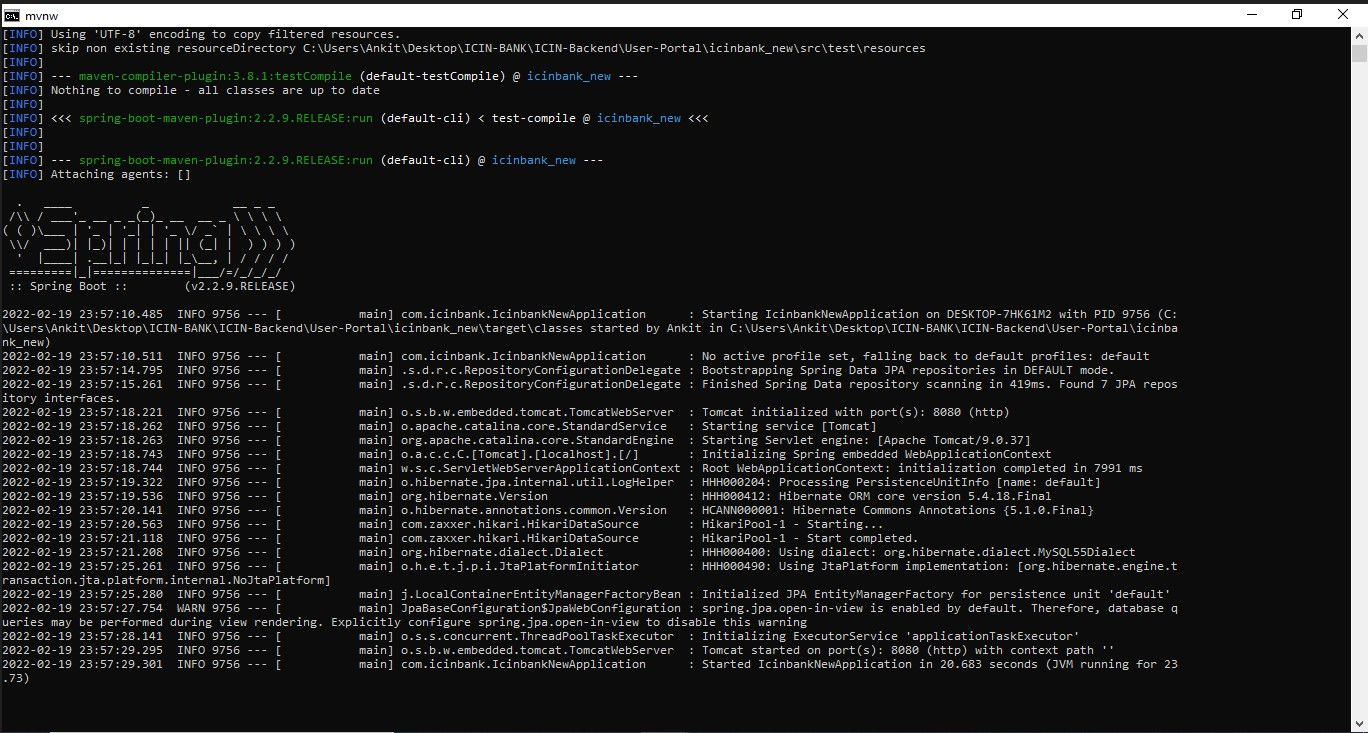 mvnw
[INFO] Using 'UTF-8' encoding to copy filtered resources.
[INFO] skip non existing resourceDirectory C:\Users\Ankit\Desktop\ICIN-BANK\ICIN-Backend\User-Portal\icinbank_new\src\test\resources
[INFO]
[INFO] --- maven-compiler-plugin:3.8.1:testCompile (default-testCompile) @ icinbank_new ---
[INFO] Nothing to compile - all classes are up to date
[INFO]
[INFO] <<< spring-boot-maven-plugin:2.2.9.RELEASE:run (default-cli) < test-compile @ icinbank_new <<<
[INFO]
[INFO]
[INFO] --- spring-boot-maven-plugin:2.2.9.RELEASE:run (default-cli) @ icinbank_new ---
[INFO] Attaching agents: []
Spring
:: Spring Boot ::        (v2.2.9.RELEASE)
2022-02-19 23:57:10.485  INFO 9756 --- [           main] com.icinbank.IcinbankNewApplication      : Starting IcinbankNewApplication on DESKTOP-7HK61M2 with PID 9756 (C:
\Users\Ankit\Desktop\ICIN-BANK\ICIN-Backend\User-Portal\icinbank_new\target\classes started by Ankit in C:\Users\Ankit\Desktop\ICIN-BANK\ICIN-Backend\User-Portal\icinba
nk_new)
2022-02-19 23:57:10.511  INFO 9756 --- [           main] com.icinbank.IcinbankNewApplication      : No active profile set, falling back to default profiles: default
2022-02-19 23:57:14.795  INFO 9756 --- [           main] .s.d.r.c.RepositoryConfigurationDelegate : Bootstrapping Spring Data JPA repositories in DEFAULT mode.
2022-02-19 23:57:15.261  INFO 9756 --- [           main] .s.d.r.c.RepositoryConfigurationDelegate : Finished Spring Data repository scanning in 419ms. Found 7 JPA repos
itory interfaces.
2022-02-19 23:57:18.221  INFO 9756 --- [           main] o.s.b.w.embedded.tomcat.TomcatWebServer  : Tomcat initialized with port(s): 8080 (http)
2022-02-19 23:57:18.262  INFO 9756 --- [           main] o.apache.catalina.core.StandardService   : Starting service [Tomcat]
2022-02-19 23:57:18.263  INFO 9756 --- [           main] org.apache.catalina.core.StandardEngine  : Starting Servlet engine: [Apache Tomcat/9.0.37]
2022-02-19 23:57:18.743  INFO 9756 --- [           main] o.a.c.c.C.[Tomcat].[localhost].[/]       : Initializing Spring embedded WebApplicationContext
2022-02-19 23:57:18.744  INFO 9756 --- [           main] w.s.c.ServletWebServerApplicationContext : Root WebApplicationContext: initialization completed in 7991 ms
2022-02-19 23:57:19.322  INFO 9756 --- [           main] o.hibernate.jpa.internal.util.LogHelper  : HHH000204: Processing PersistenceUnitInfo [name: default]
2022-02-19 23:57:19.536  INFO 9756 --- [           main] org.hibernate.Version                    : HHH000412: Hibernate ORM core version 5.4.18.Final
2022-02-19 23:57:20.141  INFO 9756 --- [           main] o.hibernate.annotations.common.Version   : HCANN000001: Hibernate Commons Annotations {5.1.0.Final}
2022-02-19 23:57:20.563  INFO 9756 --- [           main] com.zaxxer.hikari.HikariDataSource       : HikariPool-1 - Starting...
2022-02-19 23:57:21.118  INFO 9756 --- [           main] com.zaxxer.hikari.HikariDataSource       : HikariPool-1 - Start completed.
2022-02-19 23:57:21.208  INFO 9756 --- [           main] org.hibernate.dialect.Dialect            : HHH000400: Using dialect: org.hibernate.dialect.MySQL55Dialect
2022-02-19 23:57:25.261  INFO 9756 --- [           main] o.h.e.t.j.p.i.JtaPlatformInitiator       : HHH000490: Using JtaPlatform implementation: [org.hibernate.engine.t
ransaction.jta.platform.internal.NoJtaPlatform]
2022-02-19 23:57:25.280  INFO 9756 --- [           main] j.LocalContainerEntityManagerFactoryBean : Initialized JPA EntityManagerFactory for persistence unit 'default'
2022-02-19 23:57:27.754  WARN 9756 --- [           main] JpaBaseConfiguration$JpaWebConfiguration : spring.jpa.open-in-view is enabled by default. Therefore, database q
ueries may be performed during view rendering. Explicitly configure spring.jpa.open-in-view to disable this warning
2022-02-19 23:57:28.141  INFO 9756 --- [           main] o.s.s.concurrent.ThreadPoolTaskExecutor  : Initializing ExecutorService 'applicationTaskExecutor'
2022-02-19 23:57:29.295  INFO 9756 --- [           main] o.s.b.w.embedded.tomcat.TomcatWebServer  : Tomcat started on port(s): 8080 (http) with context path ''
2022-02-19 23:57:29.301  INFO 9756 --- [           main] com.icinbank.IcinbankNewApplication      : Started IcinbankNewApplication in 20.683 seconds (JVM running for 23
.73)